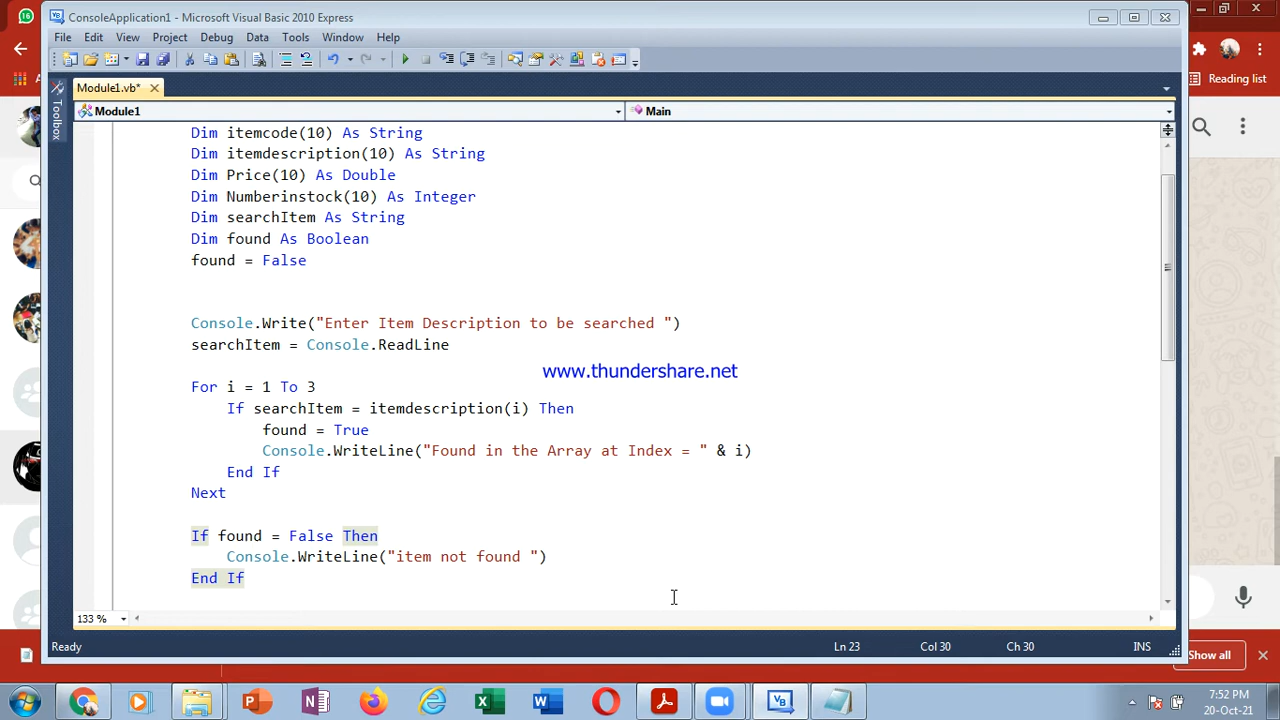 16
ConsoleApplication1 - Microsoft Visual Basic 2010 Express
File Edit View Project Debug Data Tools Window Help
Reading list
Module1.vb*
Toolbox
Module1
Main
Dim itemcode(10) As String
Dim itemdescription(10) As String
Dim Price(10) As Double
Dim Numberinstock(10) As Integer
Dim searchItem As String
Dim found As Boolean
found = False
Console.Write("Enter Item Description to be searched ")
searchItem = Console.ReadLine
www.thundershare.net
For i = 1 To 3
If searchItem = itemdescription(i) Then
found = True
Console.WriteLine("Found in the Array at Index = " & i)
End If
Next
If found = False Then
Console.WriteLine("item not found ")
End If
133 %
Ready
Ln 23
Col 30
Ch 30
INS
Show all
7:52 PM
20-Oct-21